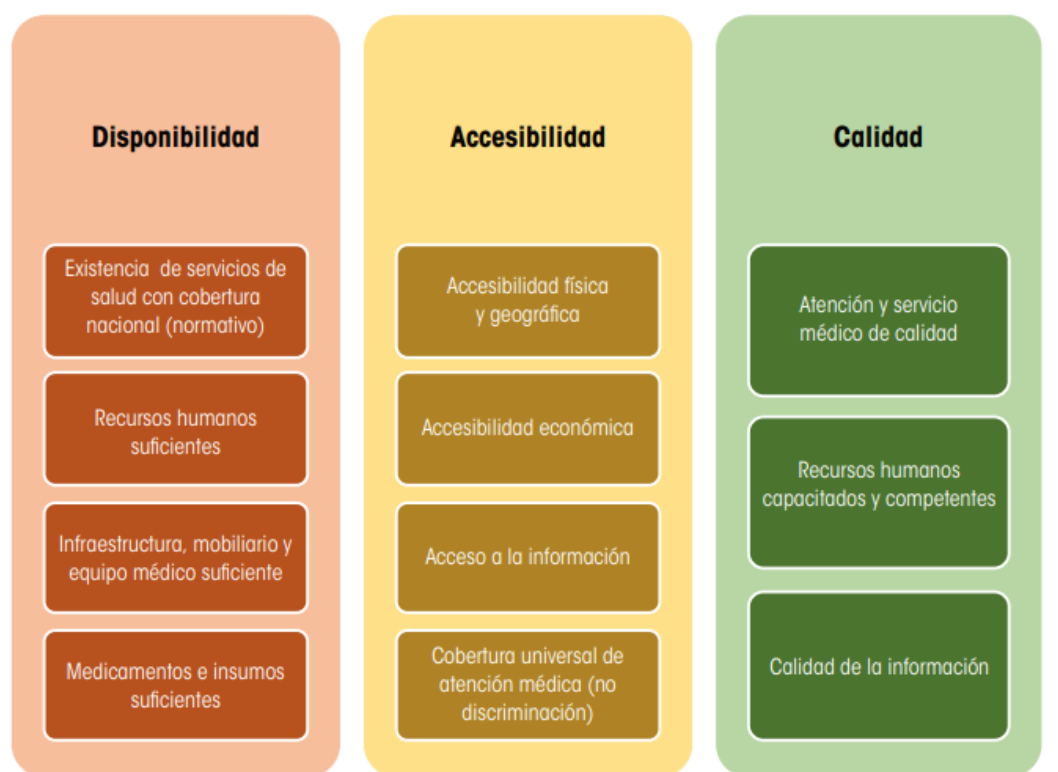 Disponibilidad
Existencia de servicios de
salud con cobertura
nacional (normativo)
Recursos humanos
suficientes
Infraestructura, mobiliario y
equipo médico suficiente
Medicamentos e insumos
suficientes
Accesibilidad
Accesibilidad física
y geográfica
Accesibilidad económica
Acceso a la información
Cobertura universal de
atención médica (no
discriminación)
Calidad
Atención y servicio
médico de calidad
Recursos humanos
capacitados y competentes
Calidad de la información